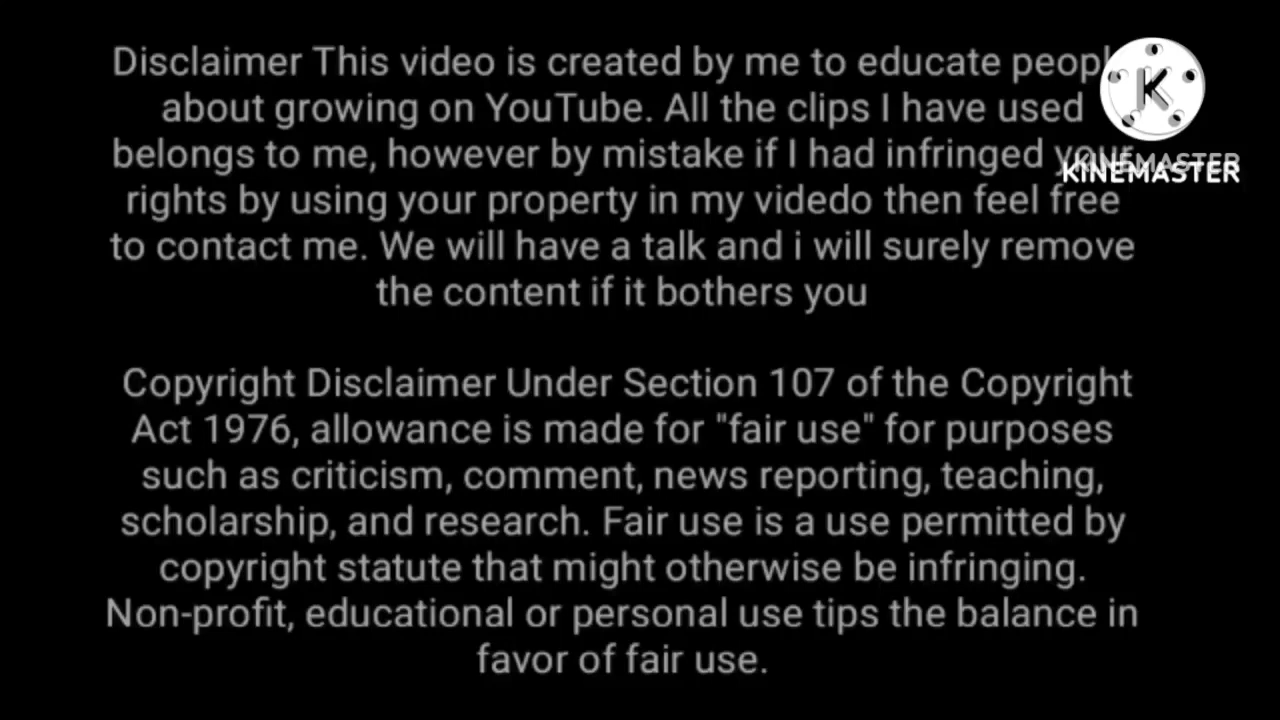 Disclaimer This video is created by me to educate people
about growing on YouTube. All the clips I have used
belongs to me, however by mistake if I had infringed your
rights by using your property in my videdo then feel free
to contact me. We will have a talk and i will surely remove
the content if it bothers you
Copyright Disclaimer Under Section 107 of the Copyright
Act 1976, allowance is made for "fair use" for purposes
such as criticism, comment, news reporting, teaching,
scholarship, and research. Fair use is a use permitted by
copyright statute that might otherwise be infringing.
Non-profit, educational or personal use tips the balance in
favor of fair use.
K
KINEMASTER